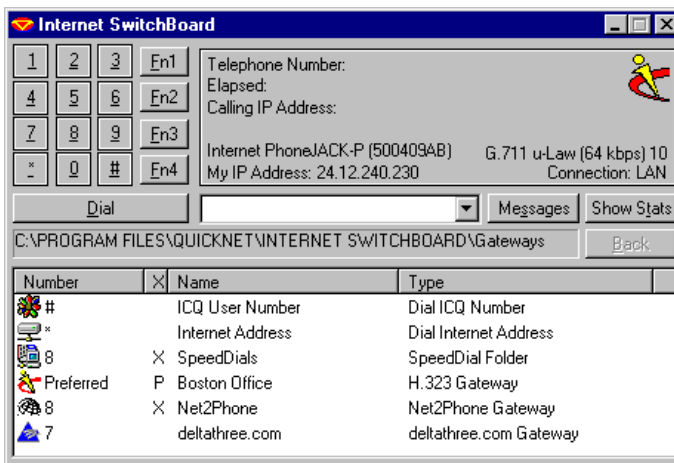 Internet SwitchBoard
1 2 3 Fn1
4 5 6 Fn2
7 8 9 Fn3
* 0 # Fn4
Telephone Number:
Elapsed:
Calling IP Address:
Internet PhoneJACK-P (500409AB) G.711 u-Law (64 kbps) 10
My IP Address: 24.12.240.230 Connection: LAN
Dial Messages Show Stats
C:\PROGRAM FILES\QUICKNET\INTERNET SWITCHBOARD\Gateways Back
Number X Name Type
# ICQ User Number Dial ICQ Number
* Internet Address Dial Internet Address
8 X SpeedDials SpeedDial Folder
Preferred P Boston Office H.323 Gateway
8 X Net2Phone Net2Phone Gateway
7 deltathree.com deltathree.com Gateway